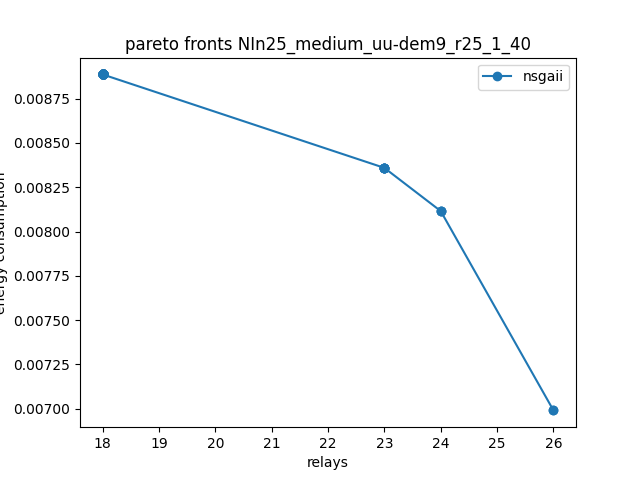 pareto fronts NIn25_medium_uu-dem9_r25_1_40
nsgaii
0.00875
0.00850
0.00825
0.00800
0.00775
0.00750
0.00725
0.00700
energy consumption
18 19 20 21 22 23 24 25 26
relays